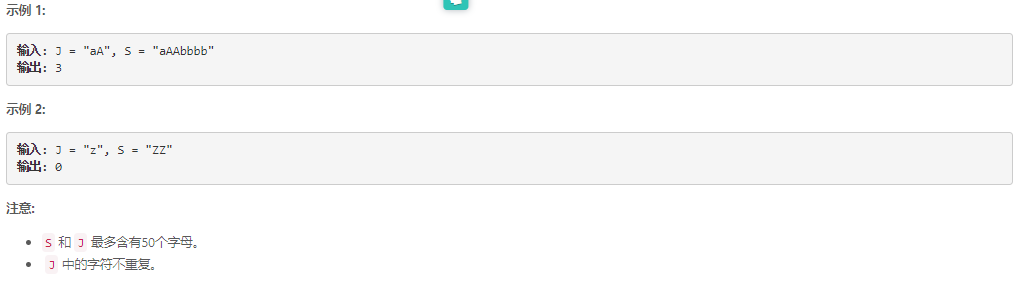 示例 1:
输入: J = "aA", S = "aAAbbbb"
输出: 3
示例 2:
输入: J = "z", S = "ZZ"
输出: 0
注意:
S 和 J 最多含有50个字母。
J 中的字符不重复。